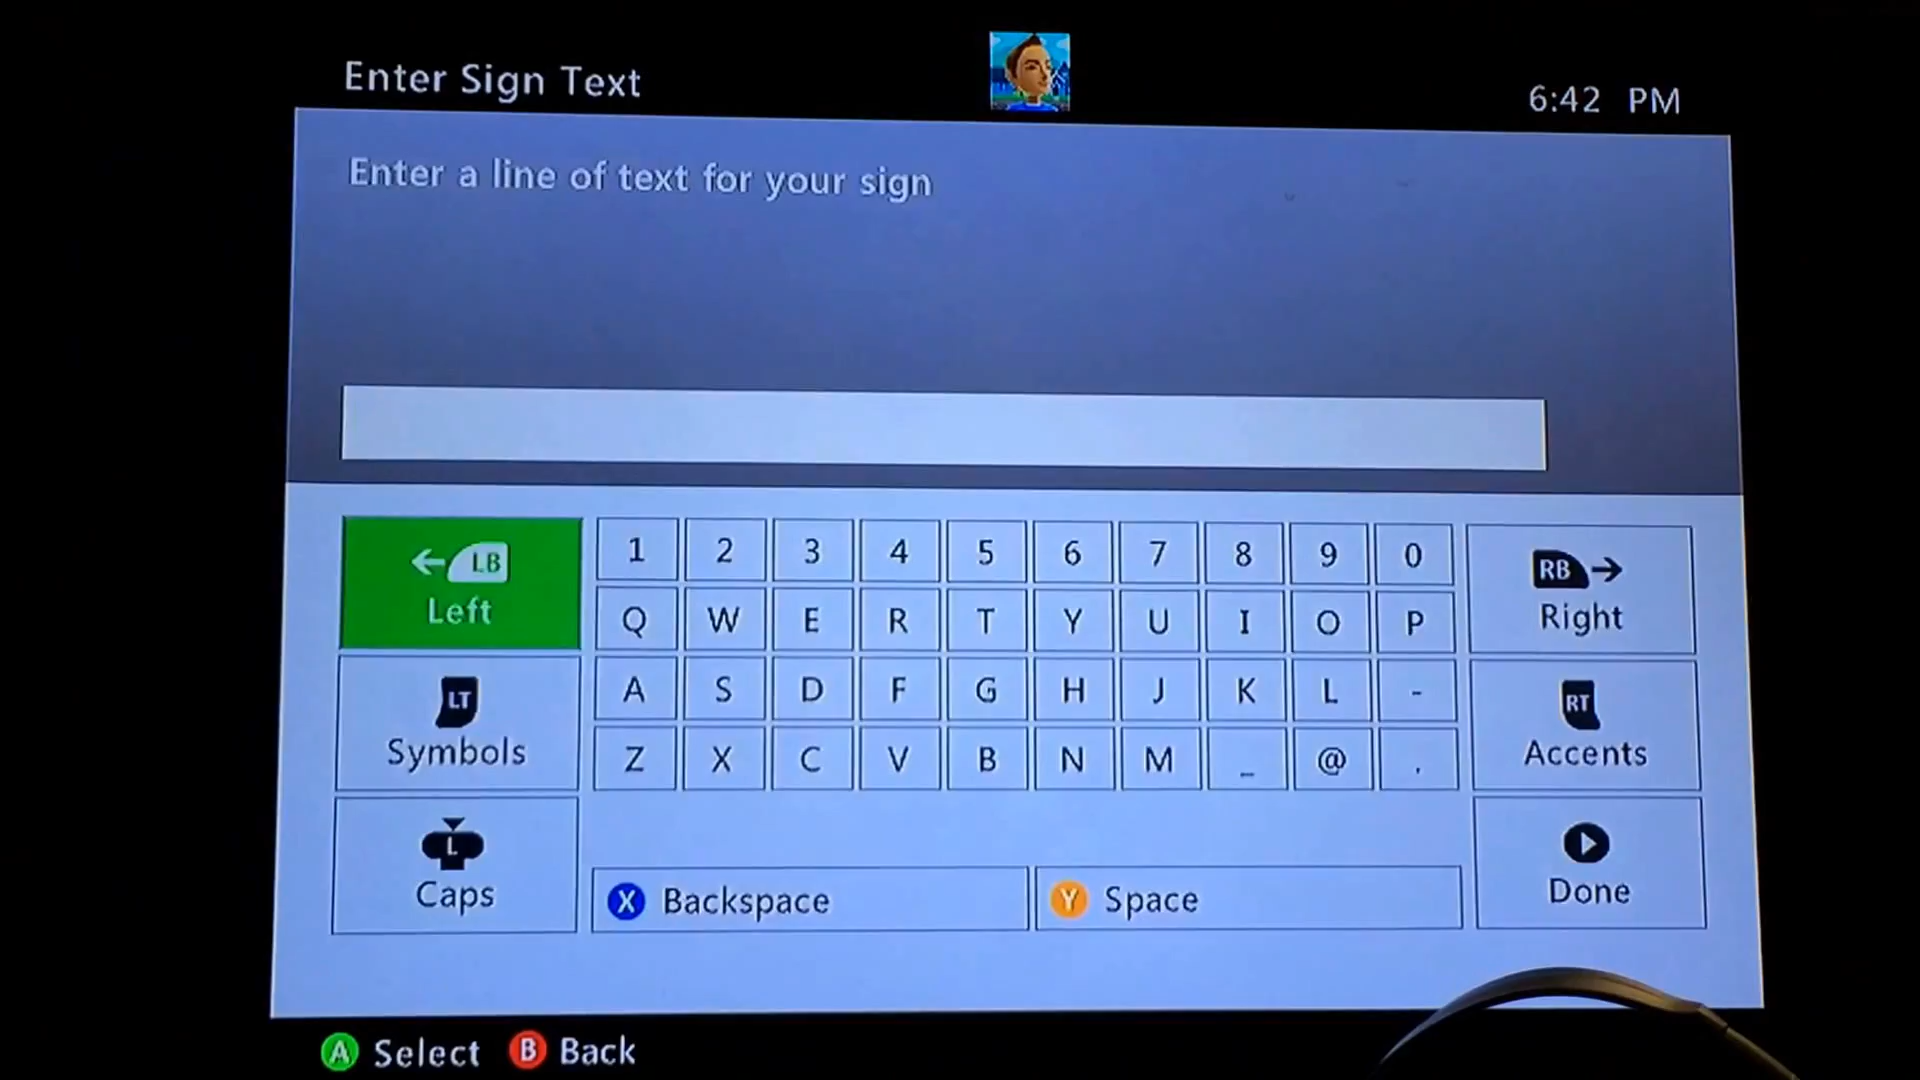 Enter Sign Text
6:42 PM
Enter a line of text for your sign
LB
Left
1 2 3 4 5 6 7 8 9 0
RB
Right
Q W E R T Y U I O P
LT
Symbols
A S D F G H J K L -
RT
Accents
Z X C V B N M _ @ .
L
Caps
X Backspace
Y Space
Done
A Select B Back